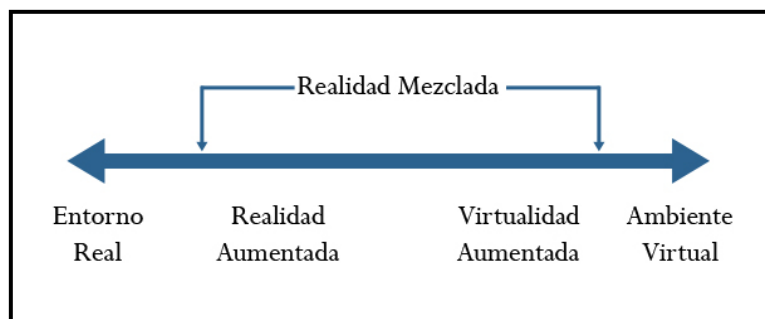 Realidad Mezclada
Entorno
Real
Realidad
Aumentada
Virtualidad
Aumentada
Ambiente
Virtual